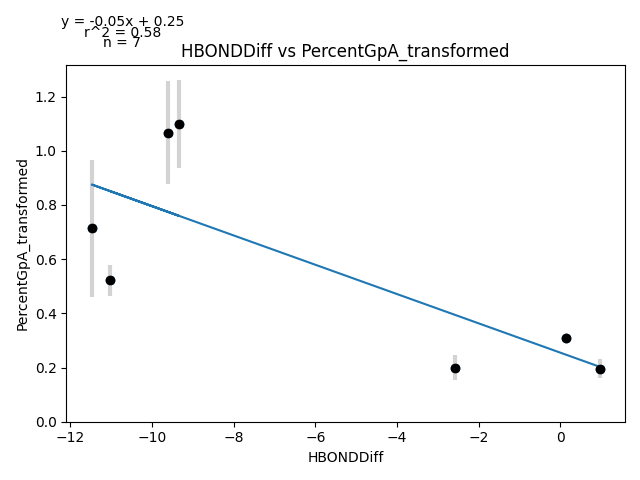 y = -0.05x + 0.25
r^2 = 0.58
n = 7
HBONDDiff vs PercentGpA_transformed
PercentGpA_transformed
1.2
1.0
0.8
0.6
0.4
0.2
0.0
−12
−10
−8
−6
−4
−2
0
HBONDDiff